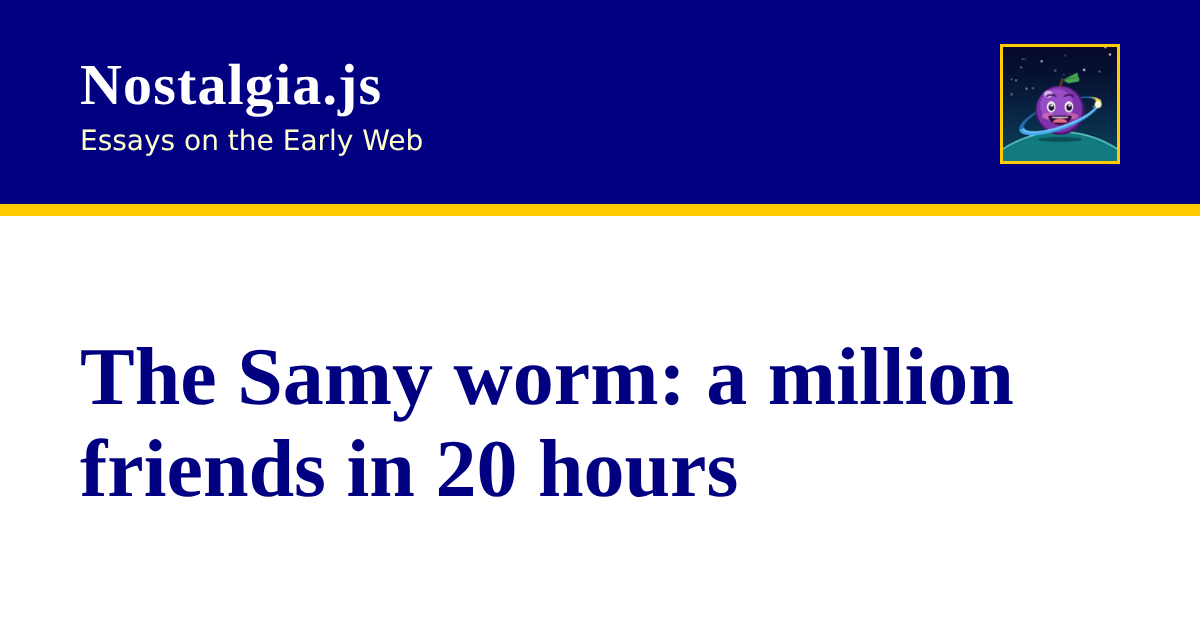 Nostalgia.js
Essays on the Early Web
The Samy worm: a million
friends in 20 hours